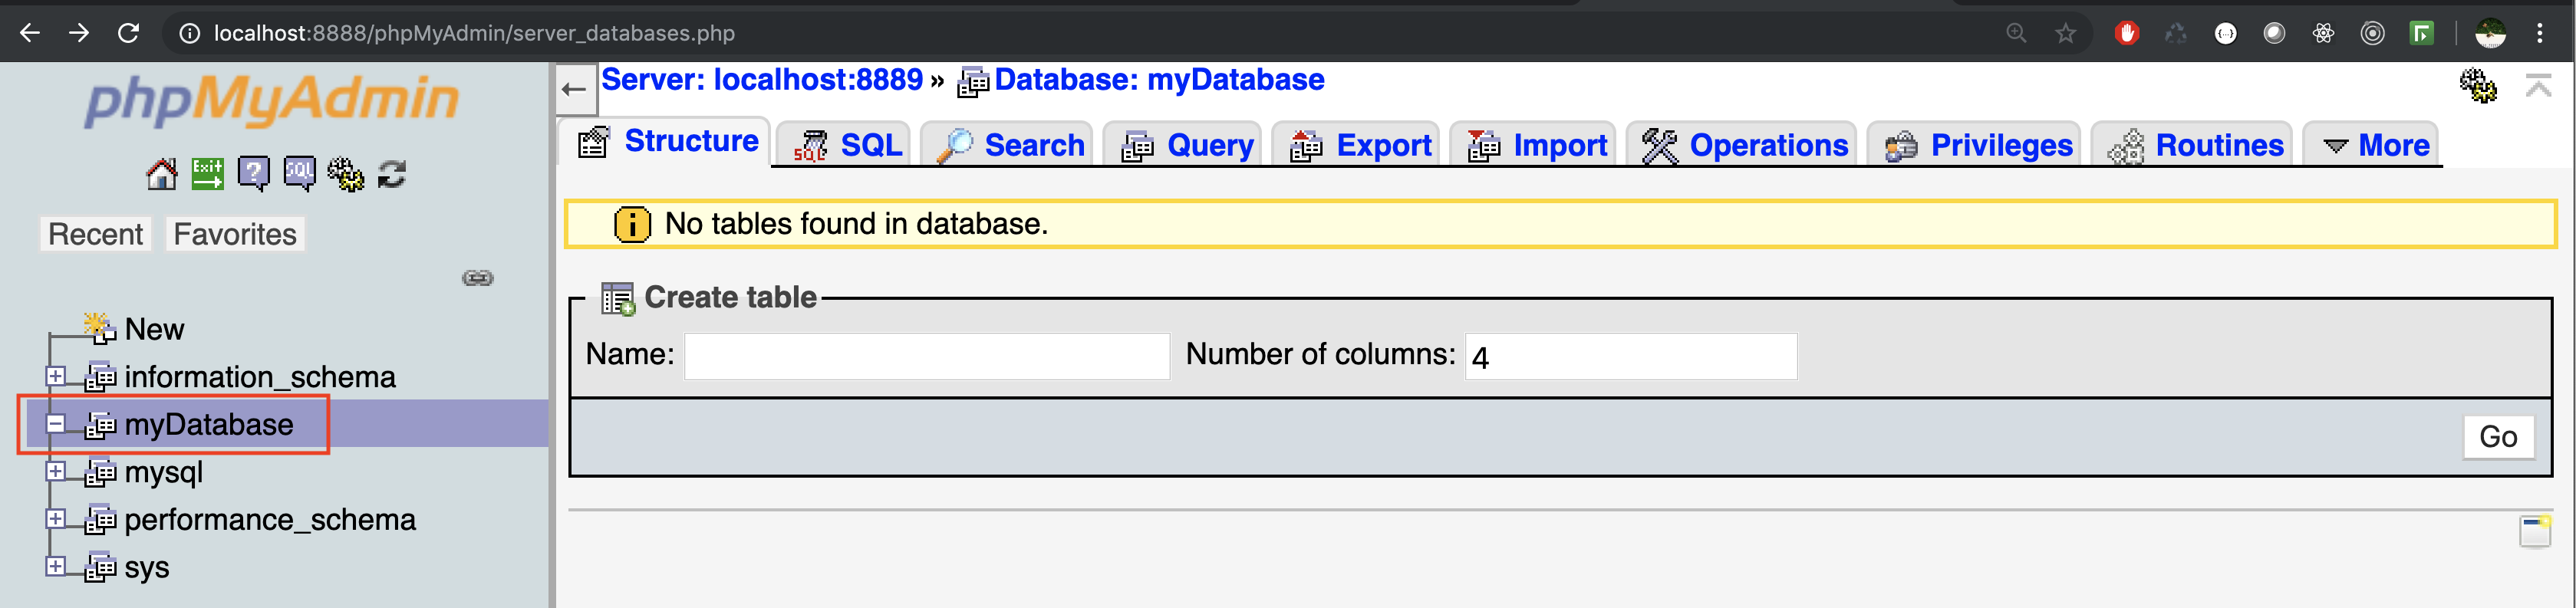 localhost:8888/phpMyAdmin/server_databases.php
phpMyAdmin
Exit
?
SQL
Recent Favorites
New
information_schema
myDatabase
mysql
performance_schema
sys
← Server: localhost:8889 » Database: myDatabase
Structure SQL Search Query Export Import Operations Privileges Routines More
No tables found in database.
Create table
Name: Number of columns: 4
Go